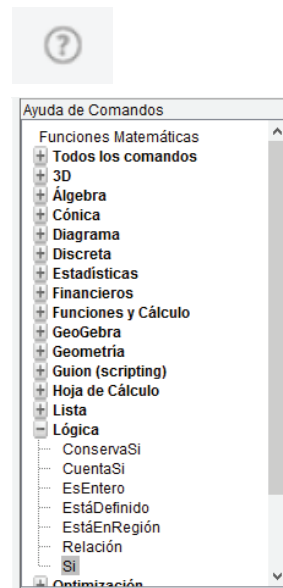 ?
Ayuda de Comandos
Funciones Matemáticas
Todos los comandos
3D
Álgebra
Cónica
Diagrama
Discreta
Estadísticas
Financieros
Funciones y Cálculo
GeoGebra
Geometría
Guion (scripting)
Hoja de Cálculo
Lista
Lógica
ConservaSi
CuentaSi
EsEntero
EstáDefinido
EstáEnRegión
Relación
Si
Optimización